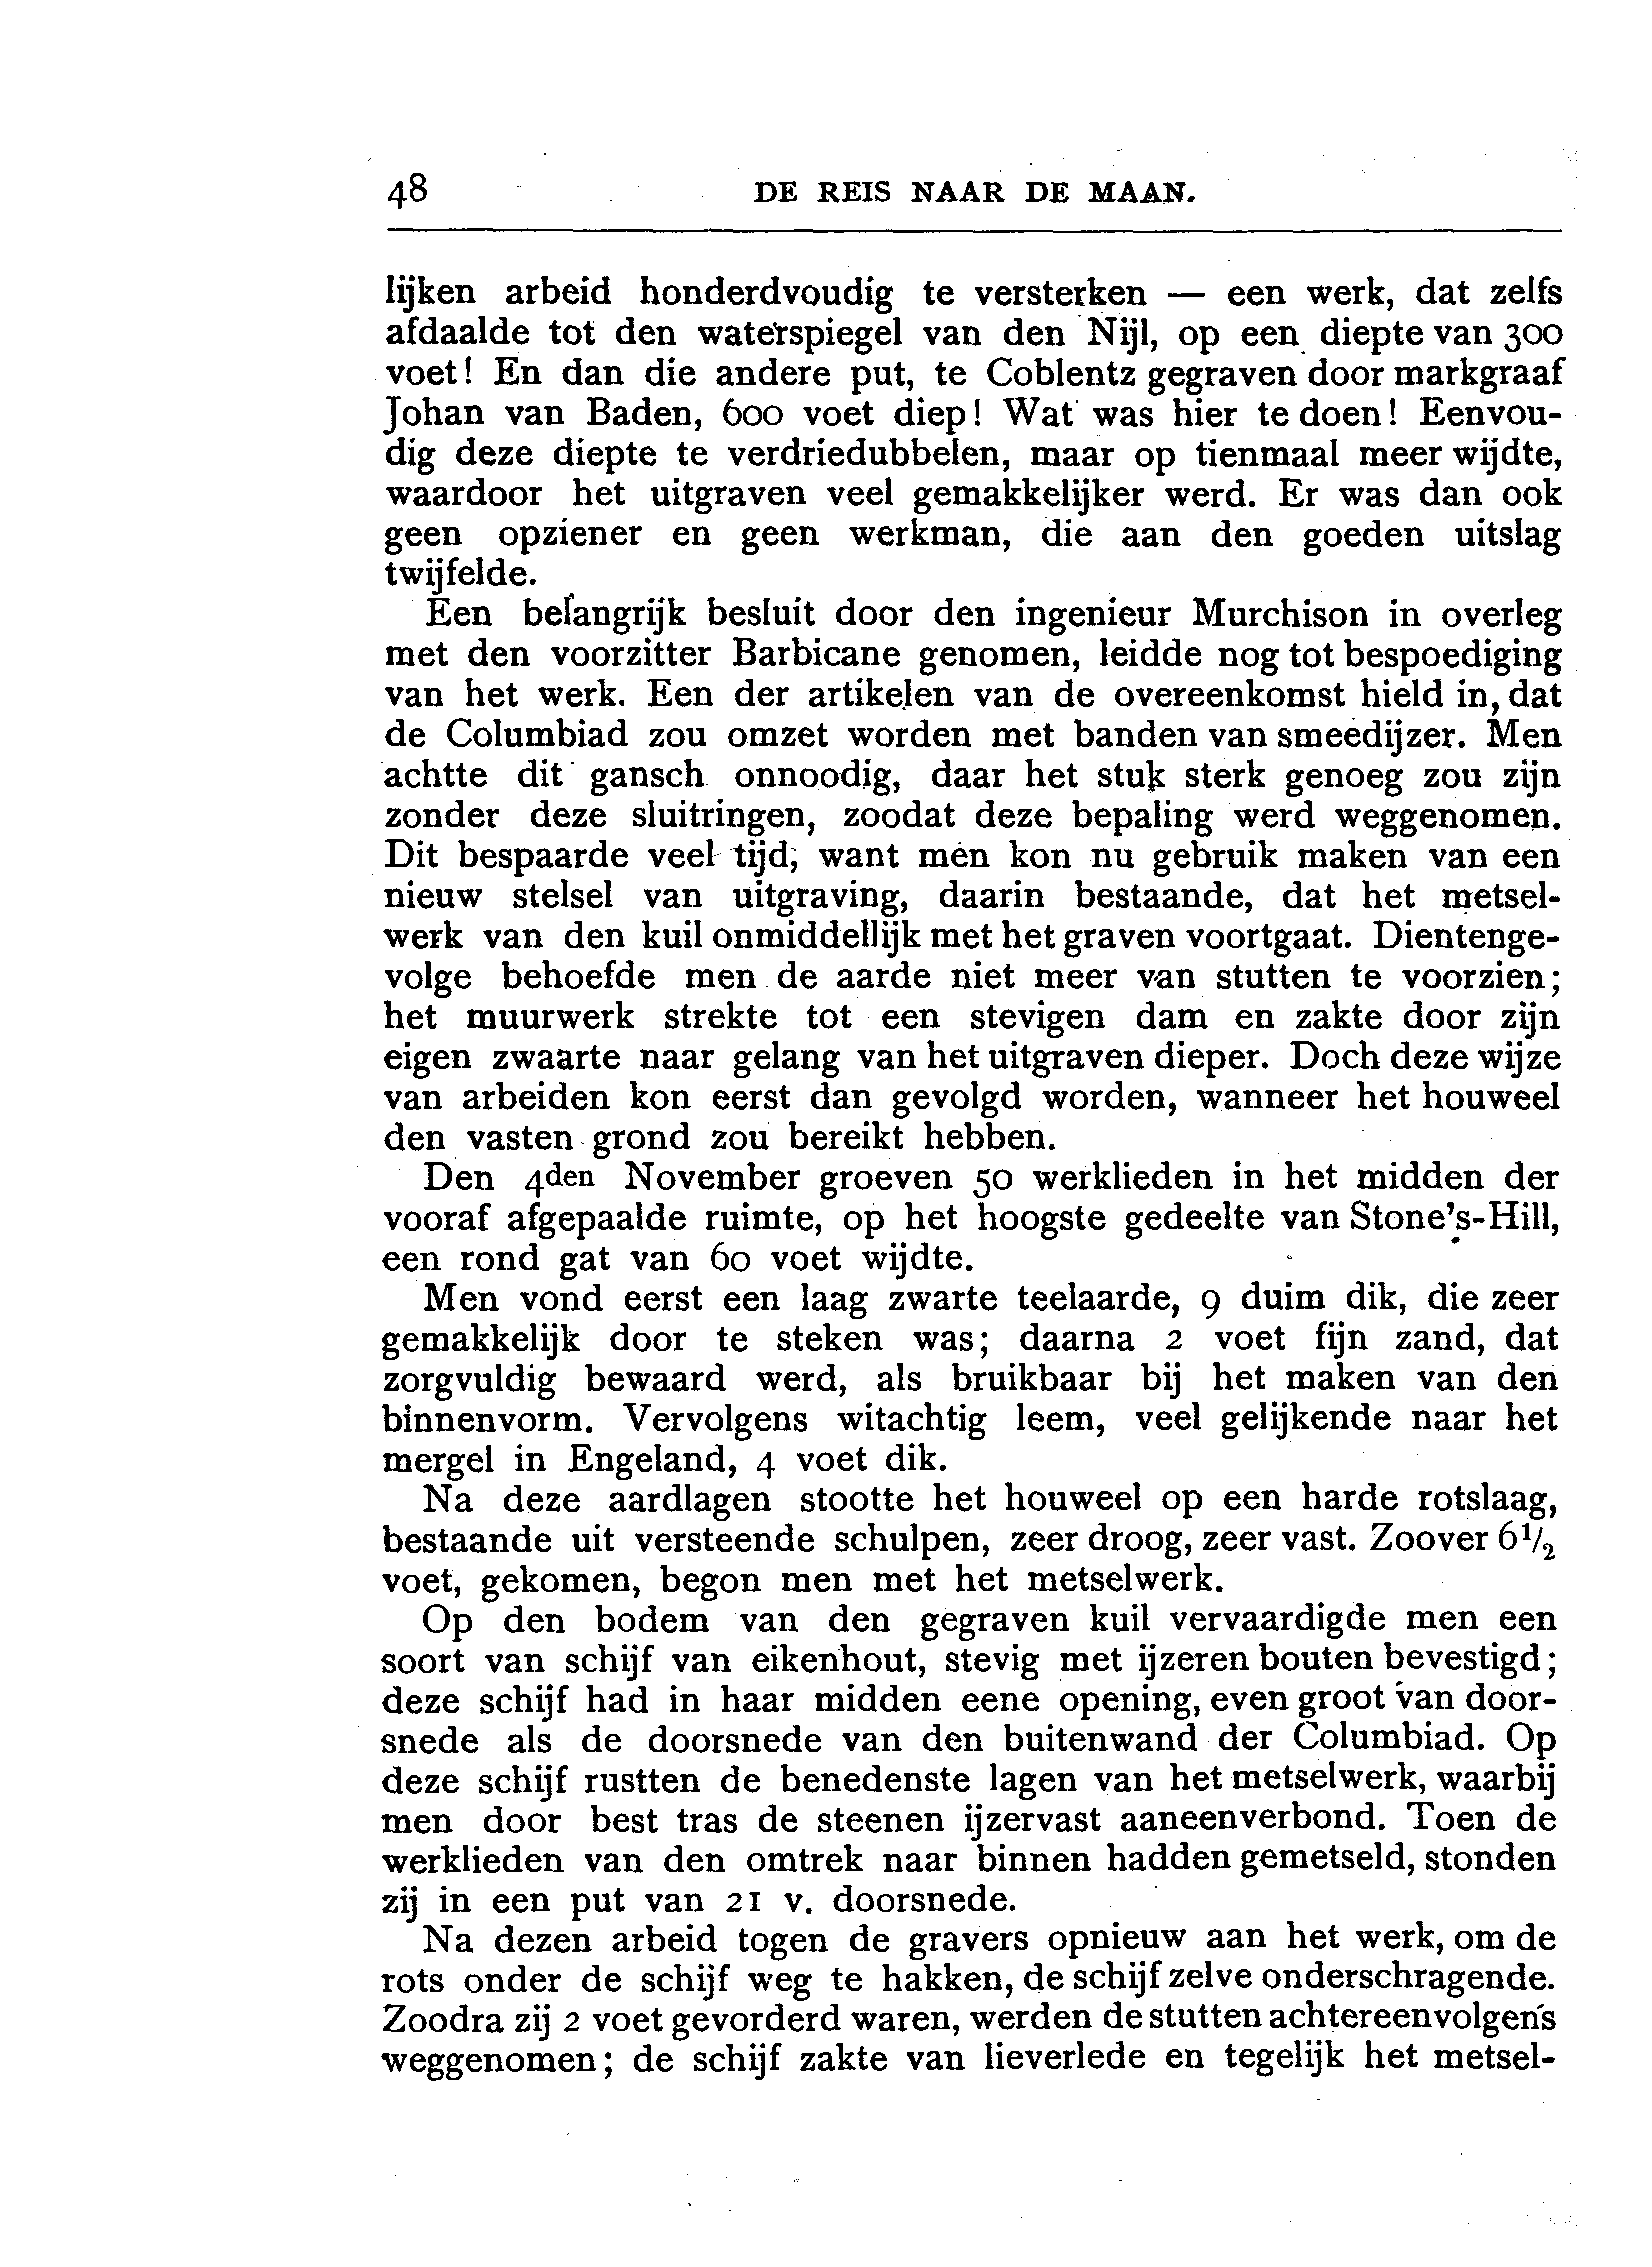 48 DE REIS NAAR DE MAAN.
lijken arbeid honderdvoudig te versterken — een werk, dat zelfs
afdaalde tot den waterspiegel van den Nijl, op een diepte van 300
voet! En dan die andere put, te Coblentz gegraven door markgraaf
Johan van Baden, 600 voet diep! Wat was hier te doen! Eenvou-
dig deze diepte te verdriedubbelen, maar op tienmaal meer wijdte,
waardoor het uitgraven veel gemakkelijker werd. Er was dan ook
geen opziener en geen werkman, die aan den goeden uitslag
twijfelde.
Een belangrijk besluit door den ingenieur Murchison in overleg
met den voorzitter Barbicane genomen, leidde nog tot bespoediging
van het werk. Een der artikelen van de overeenkomst hield in, dat
de Columbiad zou omzet worden met banden van smeedijzer. Men
achtte dit gansch onnoodig, daar het stuk sterk genoeg zou zijn
zonder deze sluitringen, zoodat deze bepaling werd weggenomen.
Dit bespaarde veel tijd, want men kon nu gebruik maken van een
nieuw stelsel van uitgraving, daarin bestaande, dat het metsel-
werk van den kuil onmiddellijk met het graven voortgaat. Dientenge-
volge behoefde men de aarde niet meer van stutten te voorzien;
het muurwerk strekte tot een stevigen dam en zakte door zijn
eigen zwaarte naar gelang van het uitgraven dieper. Doch deze wijze
van arbeiden kon eerst dan gevolgd worden, wanneer het houweel
den vasten grond zou bereikt hebben.
Den 4den November groeven 50 werklieden in het midden der
vooraf afgepaalde ruimte, op het hoogste gedeelte van Stone's-Hill,
een rond gat van 60 voet wijdte.
Men vond eerst een laag zwarte teelaarde, 9 duim dik, die zeer
gemakkelijk door te steken was; daarna 2 voet fijn zand, dat
zorgvuldig bewaard werd, als bruikbaar bij het maken van den
binnenvorm. Vervolgens witachtig leem, veel gelijkende naar het
mergel in Engeland, 4 voet dik.
Na deze aardlagen stootte het houweel op een harde rotslaag,
bestaande uit versteende schulpen, zeer droog, zeer vast. Zoover 6½
voet, gekomen, begon men met het metselwerk.
Op den bodem van den gegraven kuil vervaardigde men een
soort van schijf van eikenhout, stevig met ijzeren bouten bevestigd;
deze schijf had in haar midden eene opening, even groot van door-
snede als de doorsnede van den buitenwand der Columbiad. Op
deze schijf rustten de benedenste lagen van het metselwerk, waarbij
men door best tras de steenen ijzervast aaneenverbond. Toen de
werklieden van den omtrek naar binnen hadden gemetseld, stonden
zij in een put van 21 v. doorsnede.
Na dezen arbeid togen de gravers opnieuw aan het werk, om de
rots onder de schijf weg te hakken, de schijf zelve onderschragende.
Zoodra zij 2 voet gevorderd waren, werden de stutten achtereenvolgens
weggenomen; de schijf zakte van lieverlede en tegelijk het metsel-